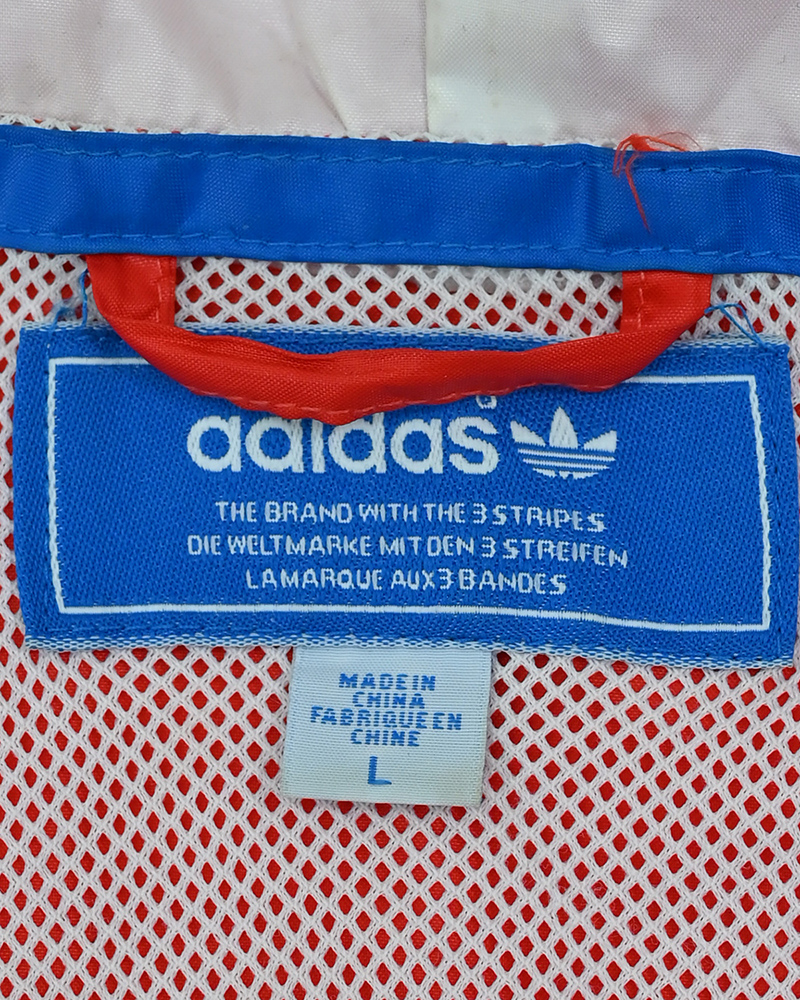 adidas®
THE BRAND WITH THE 3 STRIPES
DIE WELTMARKE MIT DEN 3 STREIFEN
LA MARQUE AUX 3 BANDES
MADE IN
CHINA
FABRIQUE EN
CHINE
L